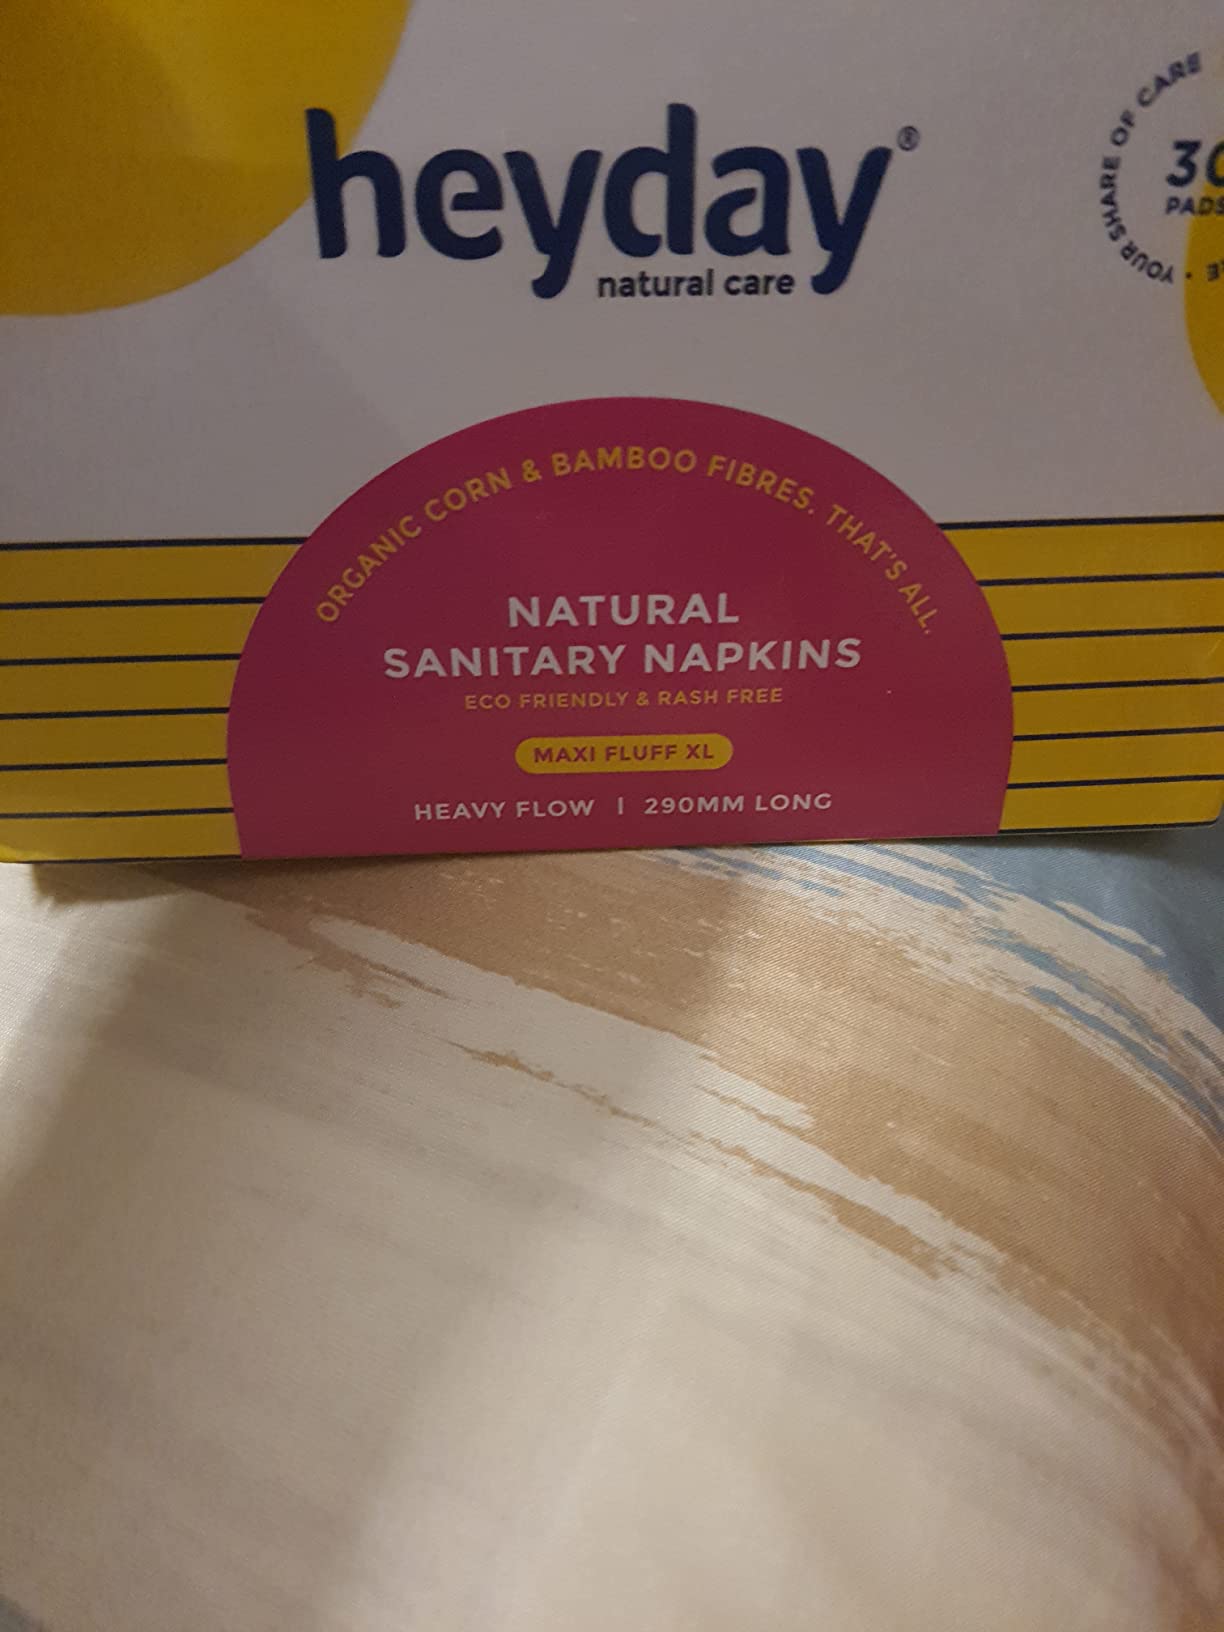 heyday®
natural care
YOUR SHARE OF CARE
PADS
ORGANIC CORN & BAMBOO FIBRES. THAT'S ALL.
NATURAL
SANITARY NAPKINS
ECO FRIENDLY & RASH FREE
MAXI FLUFF XL
HEAVY FLOW | 290MM LONG